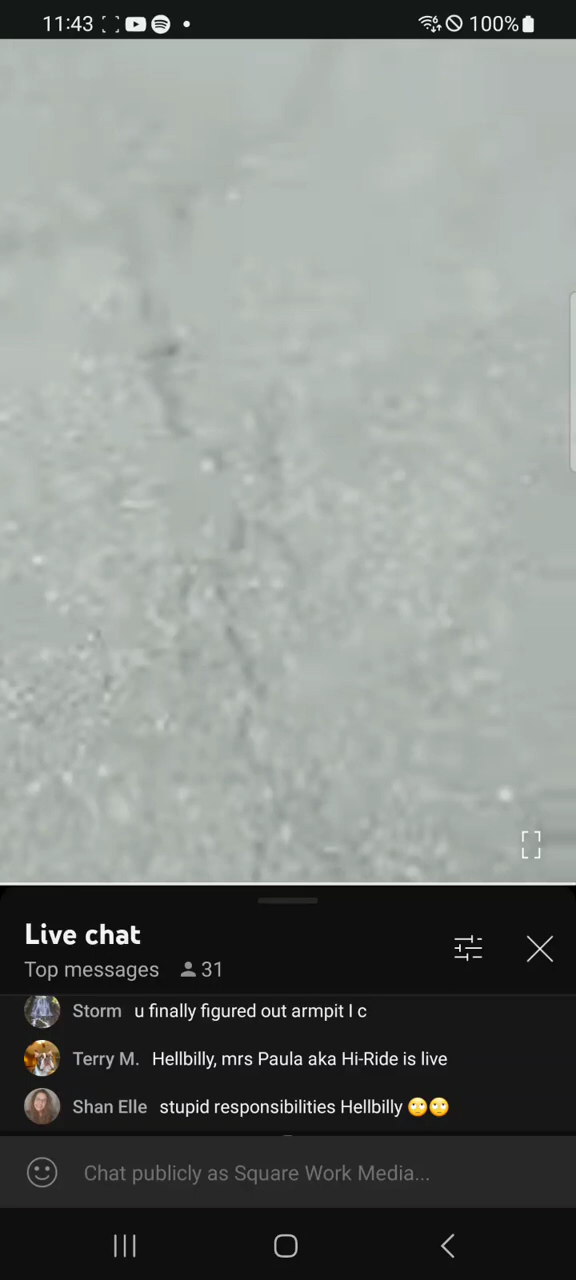 11:43
100%
Live chat
Top messages 31
Storm u finally figured out armpit I c
Terry M. Hellbilly, mrs Paula aka Hi-Ride is live
Shan Elle stupid responsibilities Hellbilly 🙄🙄
Chat publicly as Square Work Media...